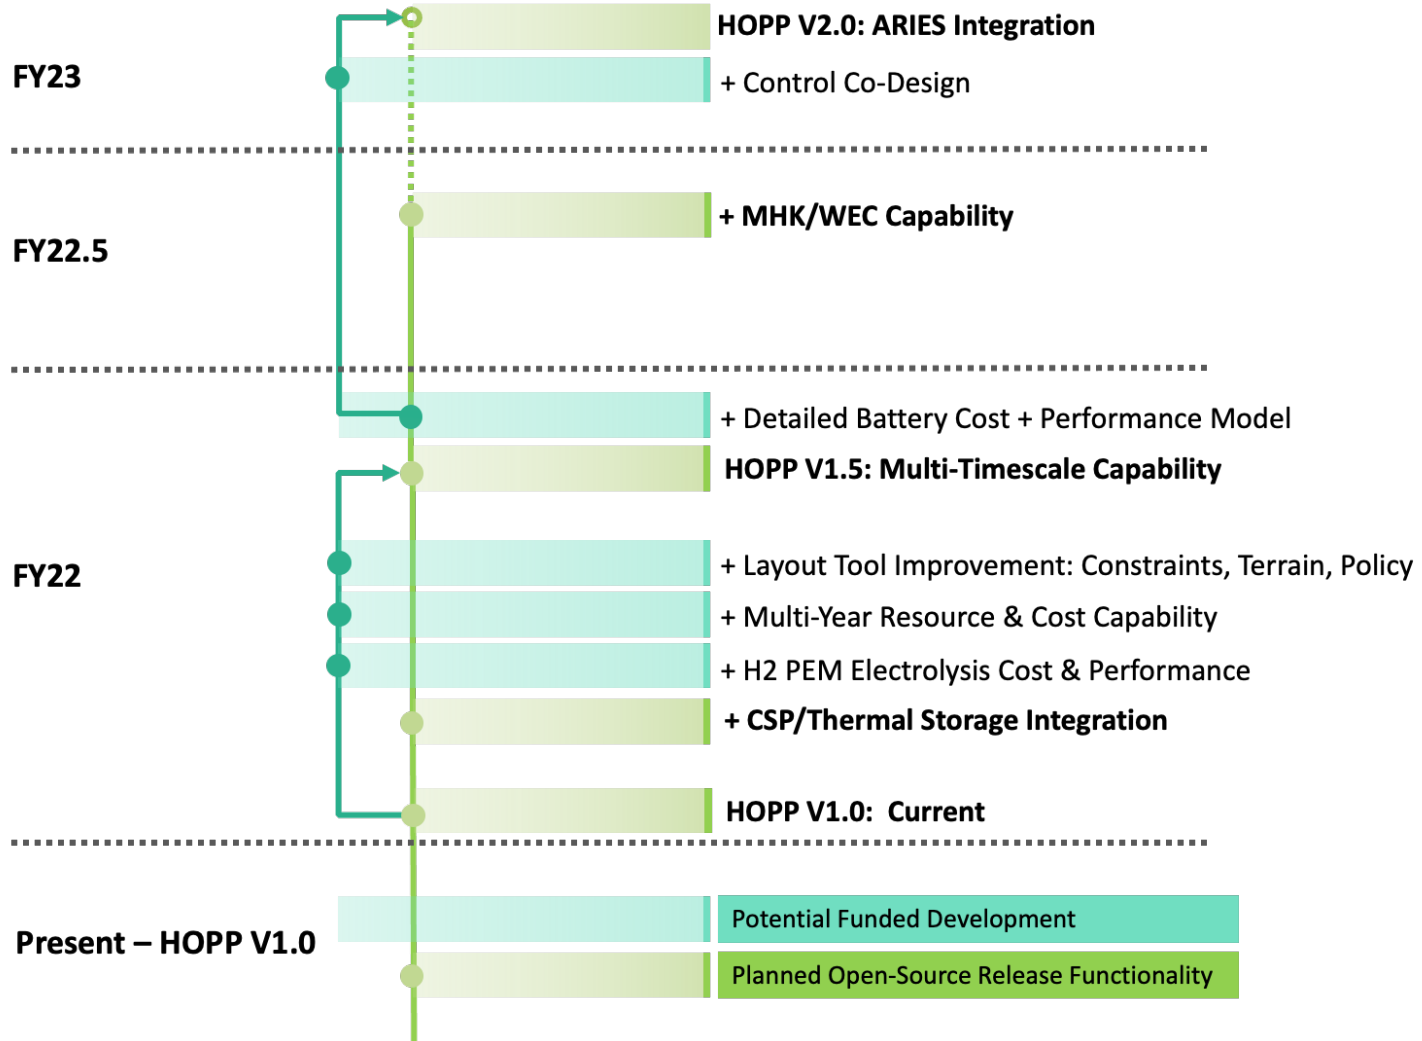 HOPP V2.0: ARIES Integration
FY23
+ Control Co-Design
+ MHK/WEC Capability
FY22.5
+ Detailed Battery Cost + Performance Model
HOPP V1.5: Multi-Timescale Capability
+ Layout Tool Improvement: Constraints, Terrain, Policy
FY22
+ Multi-Year Resource & Cost Capability
+ H2 PEM Electrolysis Cost & Performance
+ CSP/Thermal Storage Integration
HOPP V1.0: Current
Potential Funded Development
Present – HOPP V1.0
Planned Open-Source Release Functionality